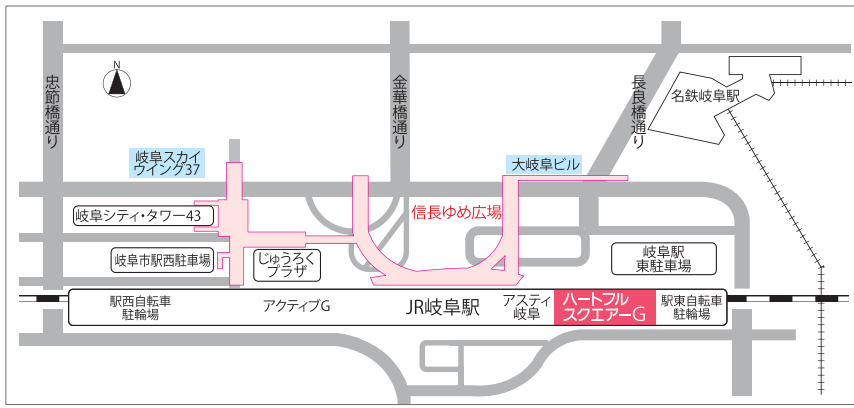 N
忠節橋通り
金華橋通り
長良橋通り
名鉄岐阜駅
岐阜スカイ
ウイング37
大岐阜ビル
岐阜シティ・タワー43
信長ゆめ広場
岐阜市駅西駐車場
じゅうろく
プラザ
岐阜駅
東駐車場
駅西自転車
駐輪場
アクティブG
JR岐阜駅
アスティ
岐阜
ハートフル
スクエアーG
駅東自転車
駐輪場